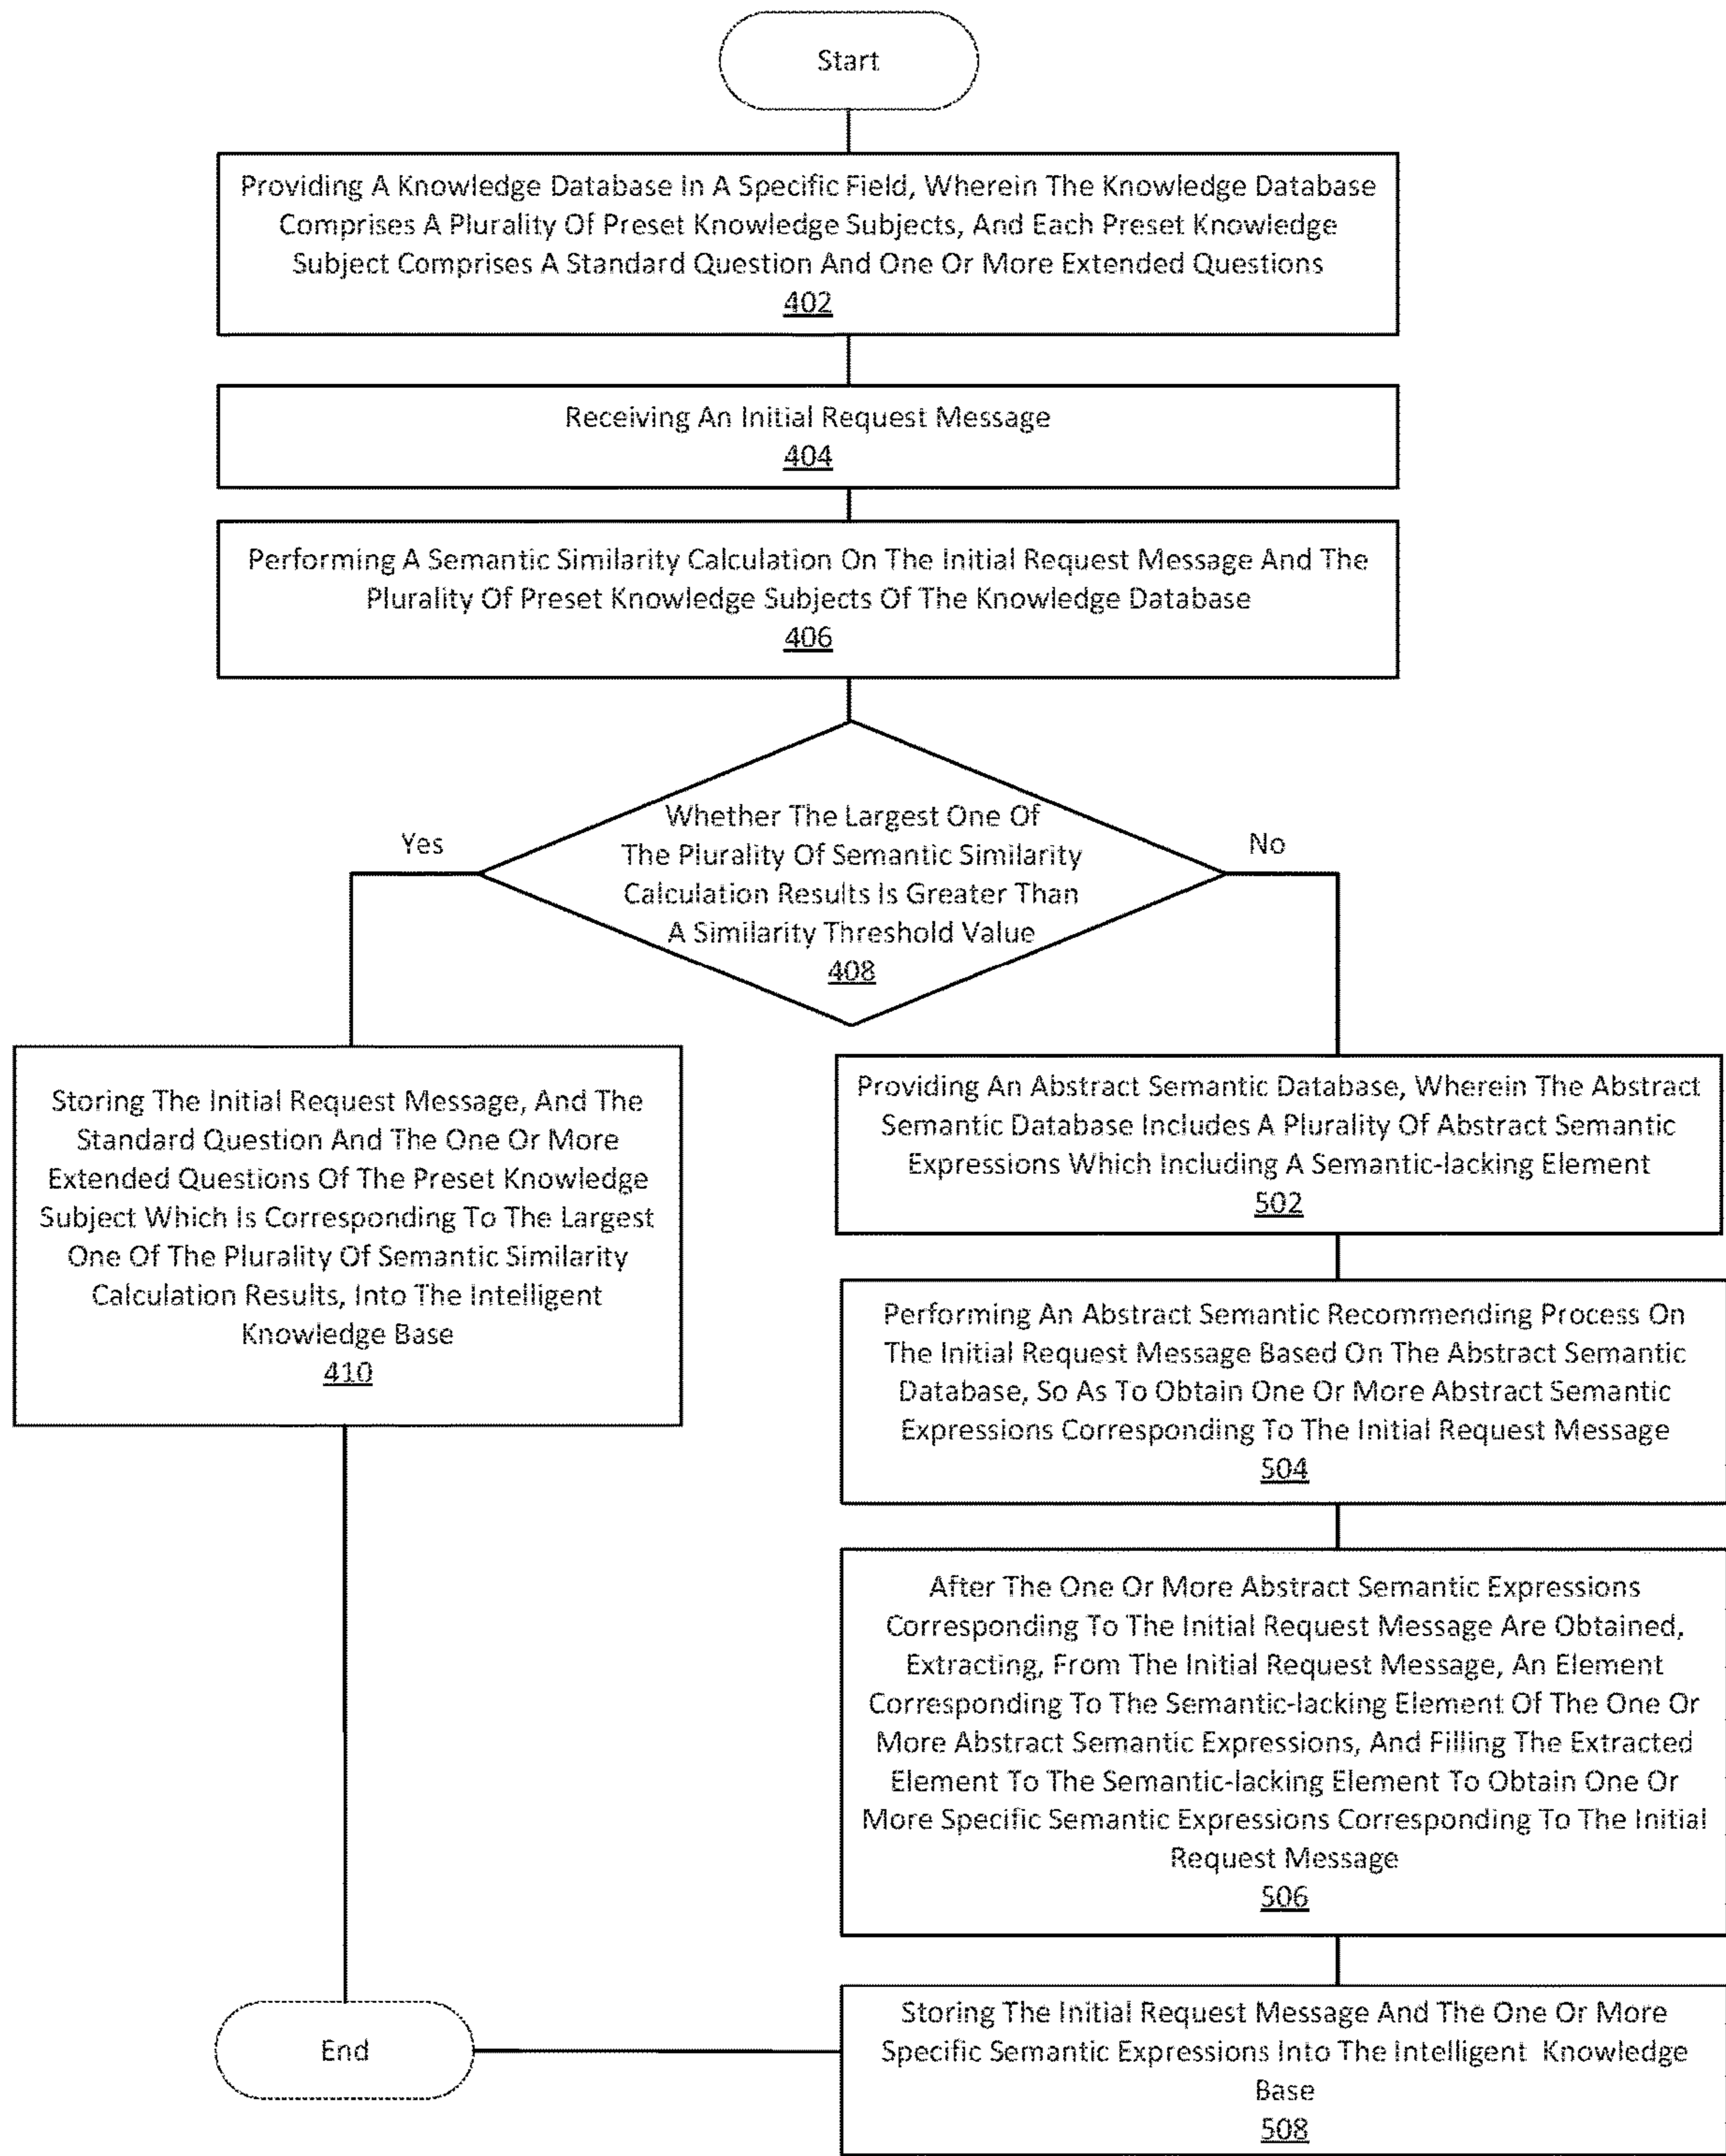 Start
Providing A Knowledge Database In A Specific Field, Wherein The Knowledge Database
Comprises A Plurality Of Preset Knowledge Subjects, And Each Preset Knowledge
Subject Comprises A Standard Question And One Or More Extended Questions
402
Receiving An Initial Request Message
404
Performing A Semantic Similarity Calculation On The Initial Request Message And The
Plurality Of Preset Knowledge Subjects Of The Knowledge Database
406
Whether The Largest One Of
The Plurality Of Semantic Similarity
Calculation Results Is Greater Than
A Similarity Threshold Value
408
Yes
No
Storing The Initial Request Message, And The
Standard Question And The One Or More
Extended Questions Of The Preset Knowledge
Subject Which Is Corresponding To The Largest
One Of The Plurality Of Semantic Similarity
Calculation Results, Into The Intelligent
Knowledge Base
410
Providing An Abstract Semantic Database, Wherein The Abstract
Semantic Database Includes A Plurality Of Abstract Semantic
Expressions Which Including A Semantic-lacking Element
502
Performing An Abstract Semantic Recommending Process On
The Initial Request Message Based On The Abstract Semantic
Database, So As To Obtain One Or More Abstract Semantic
Expressions Corresponding To The Initial Request Message
504
After The One Or More Abstract Semantic Expressions
Corresponding To The Initial Request Message Are Obtained,
Extracting, From The Initial Request Message, An Element
Corresponding To The Semantic-lacking Element Of The One Or
More Abstract Semantic Expressions, And Filling The Extracted
Element To The Semantic-lacking Element To Obtain One Or
More Specific Semantic Expressions Corresponding To The Initial
Request Message
506
Storing The Initial Request Message And The One Or More
Specific Semantic Expressions Into The Intelligent Knowledge
Base
508
End